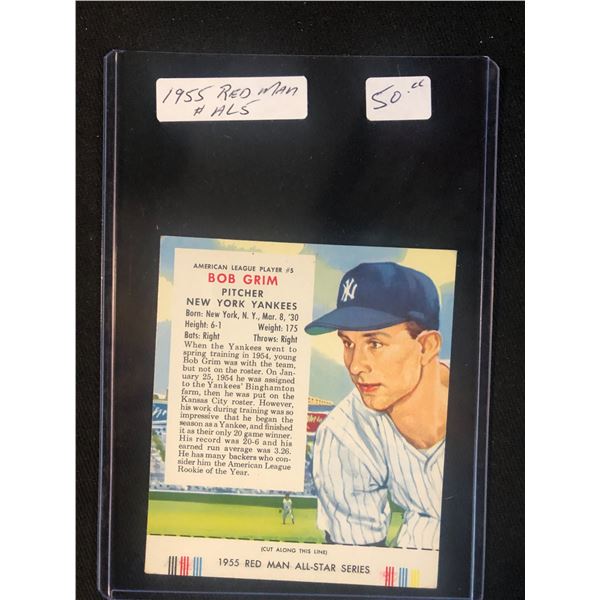 1955 RED MAN
# AL5
50.00
AMERICAN LEAGUE PLAYER #5
BOB GRIM
PITCHER
NEW YORK YANKEES
Born: New York, N. Y., Mar. 8, '30
Height: 6-1 Weight: 175
Bats: Right Throws: Right
When the Yankees went to
spring training in 1954, young
Bob Grim was with the team,
but not on the roster. On Jan-
uary 25, 1954 he was assigned
to the Yankees' Binghamton
farm, then he was put on the
Kansas City roster. However,
his work during training was so
impressive that he began the
season as a Yankee, and finished
it as their only 20 game winner.
His record was 20-6 and his
earned run average was 3.26.
He has many backers who con-
sider him the American League
Rookie of the Year.
NY
(CUT ALONG THIS LINE)
1955 RED MAN ALL-STAR SERIES